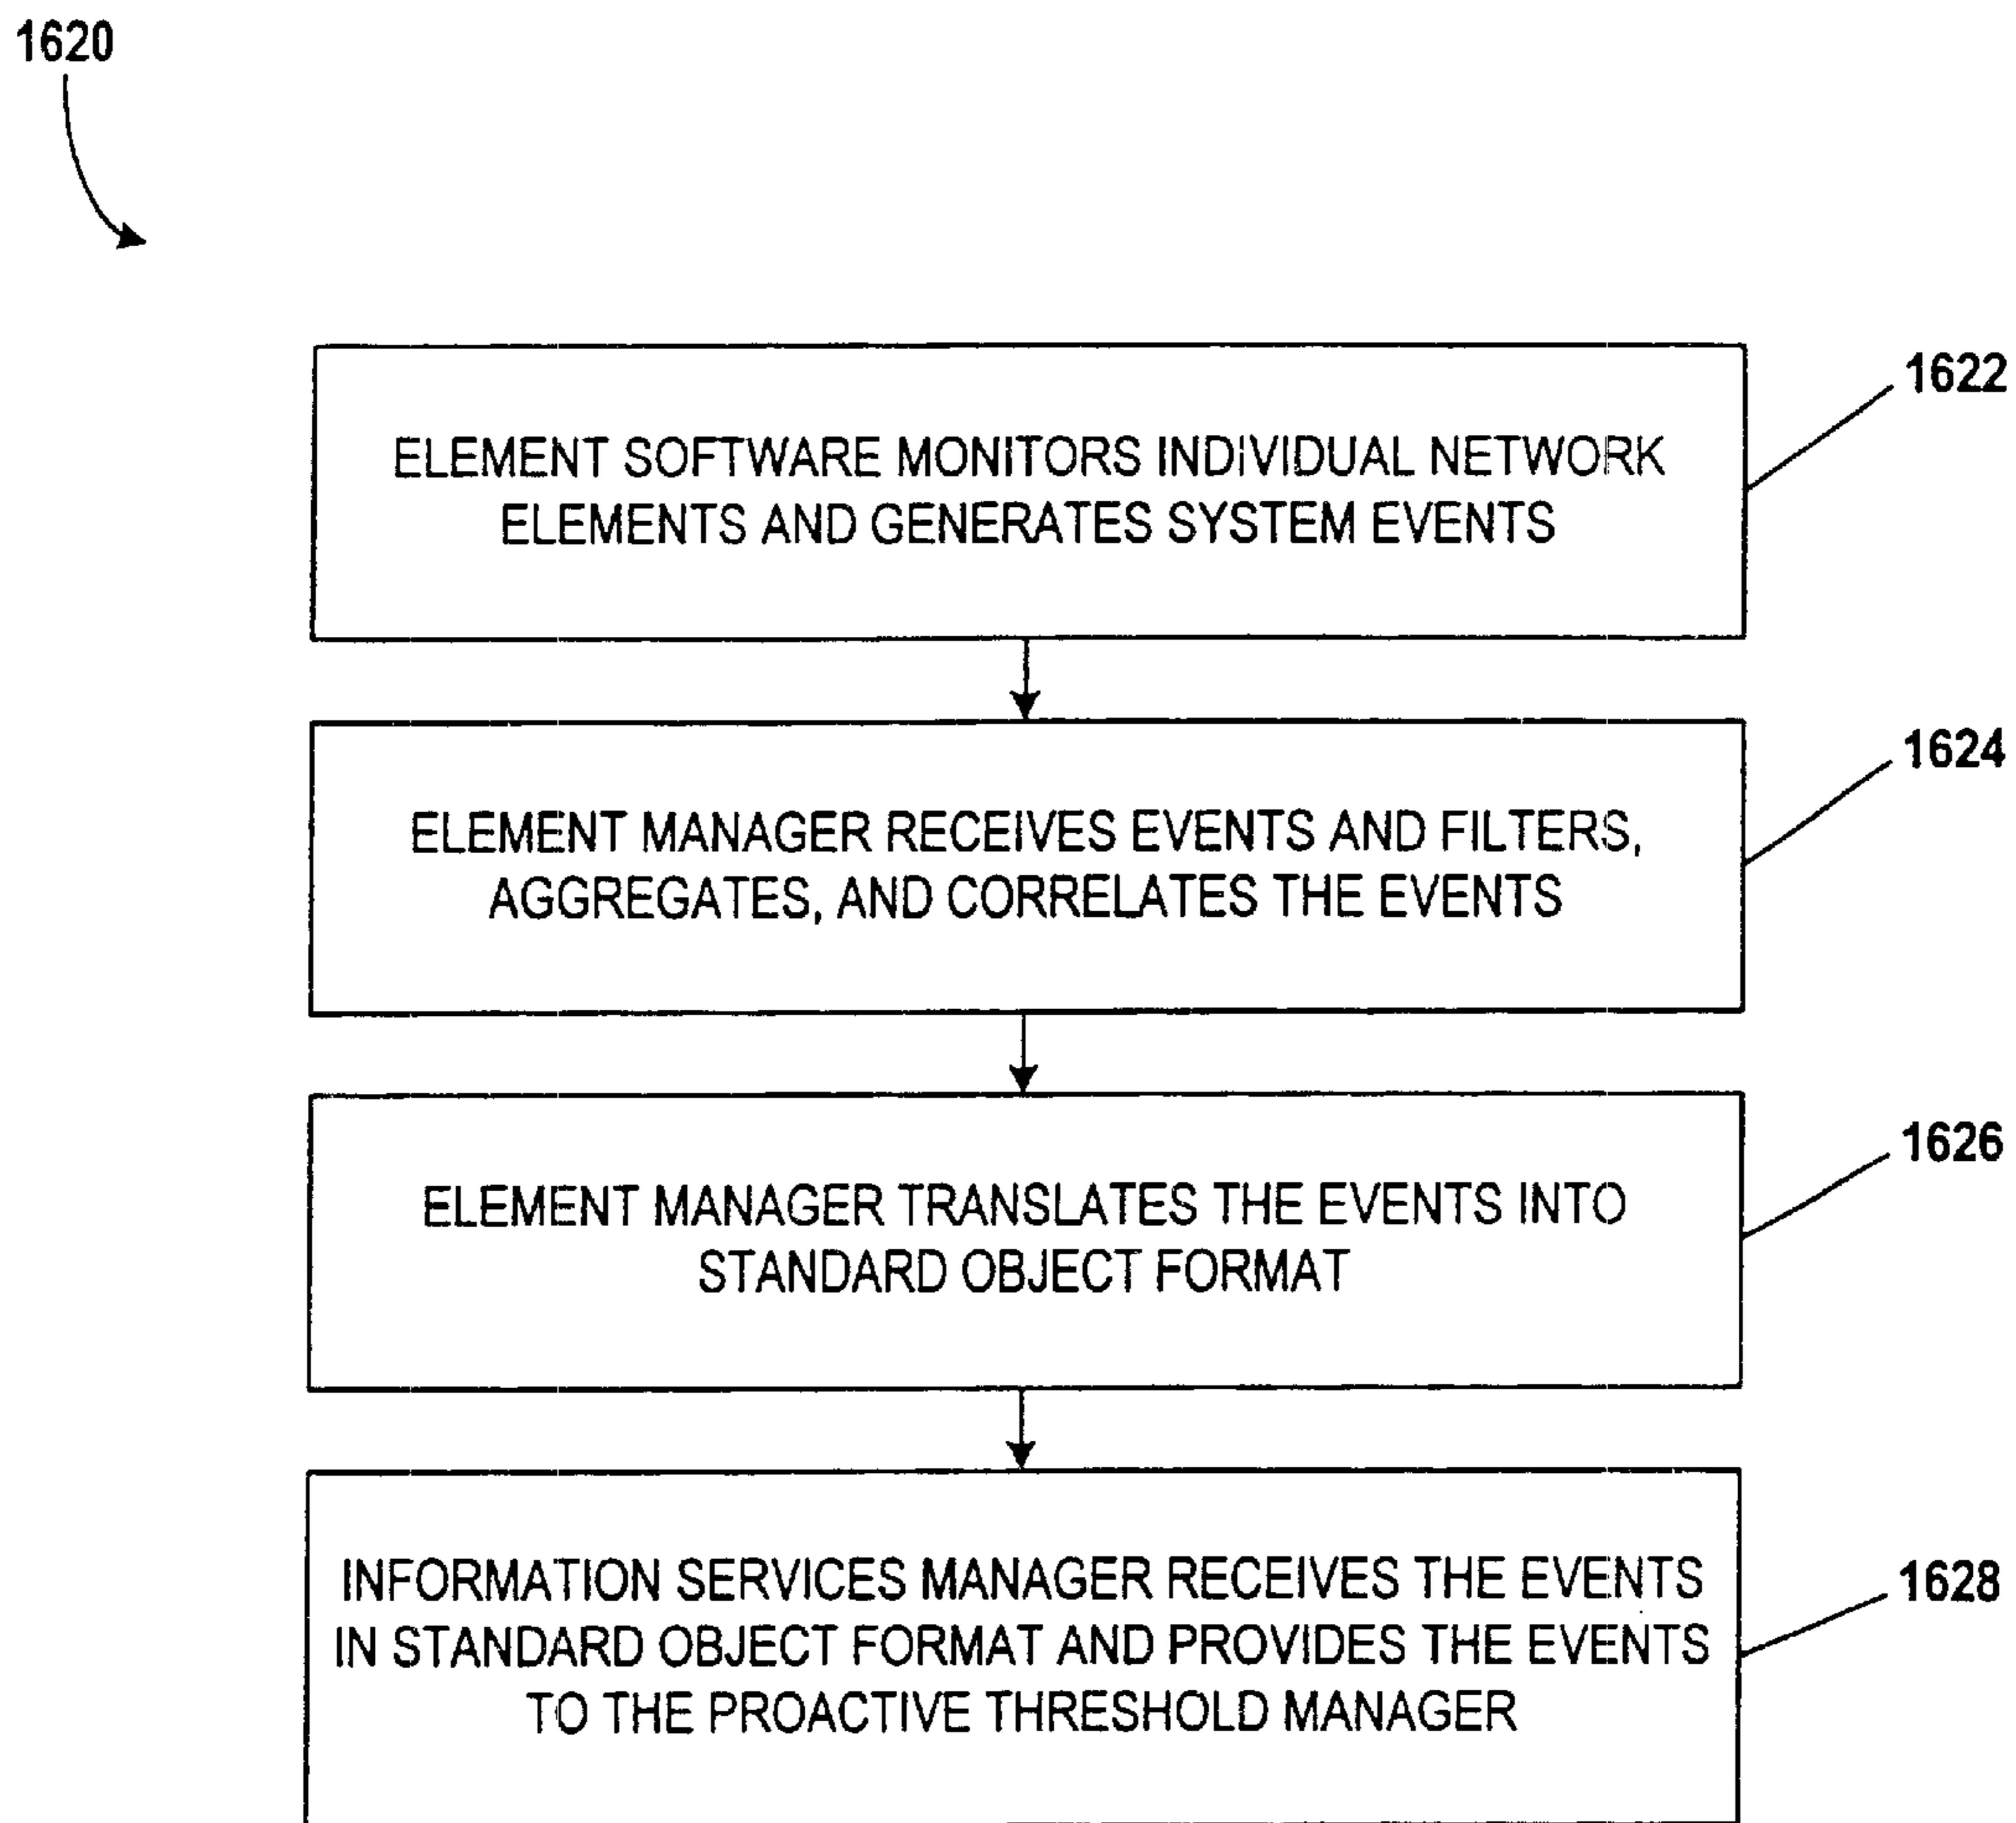 1620
ELEMENT SOFTWARE MONITORS INDIVIDUAL NETWORK
ELEMENTS AND GENERATES SYSTEM EVENTS
1622
ELEMENT MANAGER RECEIVES EVENTS AND FILTERS,
AGGREGATES, AND CORRELATES THE EVENTS
1624
ELEMENT MANAGER TRANSLATES THE EVENTS INTO
STANDARD OBJECT FORMAT
1626
INFORMATION SERVICES MANAGER RECEIVES THE EVENTS
IN STANDARD OBJECT FORMAT AND PROVIDES THE EVENTS
TO THE PROACTIVE THRESHOLD MANAGER
1628